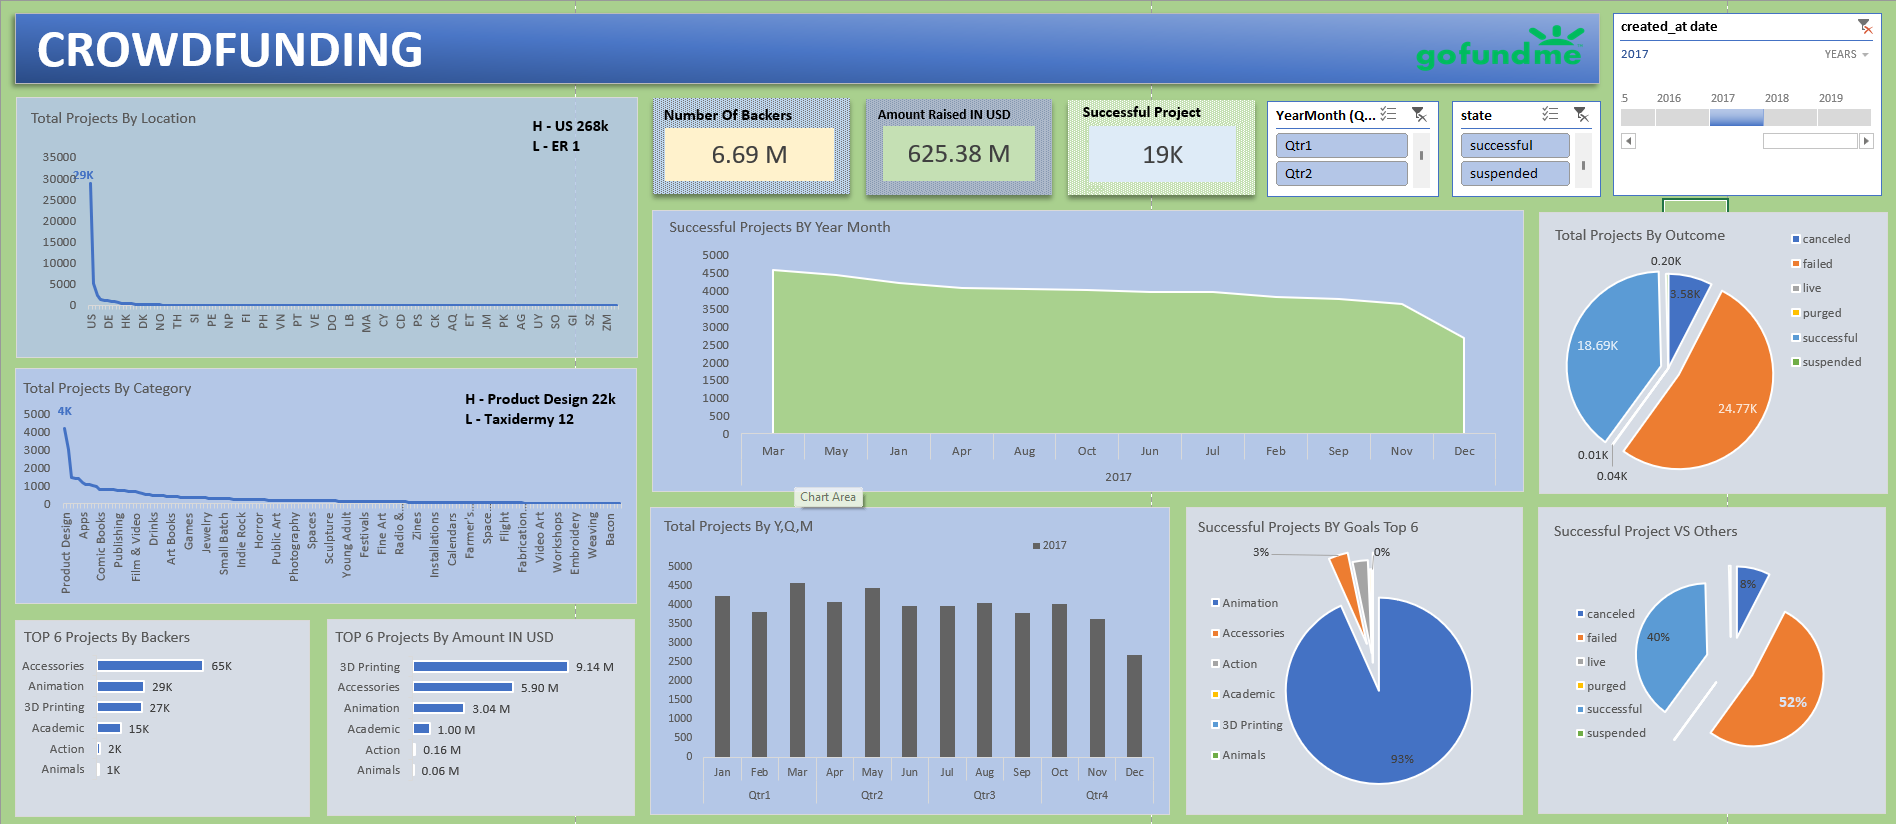 CROWDFUNDING
gofundme
created_at date
2017
YEARS
5 2016 2017 2018 2019
Total Projects By Location
H - US 268k
L - ER 1
35000
30000
29K
25000
20000
15000
10000
5000
0
US DE HK DK NO TH SI PE NP FI PH VN PT VE DO LB MA CY CD PS CK AQ ET JM PK AG UY SO GI SZ ZM
Number Of Backers
6.69 M
Amount Raised IN USD
625.38 M
Successful Project
19K
YearMonth (Q...
Qtr1
Qtr2
state
successful
suspended
Successful Projects BY Year Month
5000
4500
4000
3500
3000
2500
2000
1500
1000
500
0
Mar May Jan Apr Aug Oct Jun Jul Feb Sep Nov Dec
2017
Chart Area
Total Projects By Outcome
0.20K
3.58K
18.69K
24.77K
0.01K
0.04K
canceled
failed
live
purged
successful
suspended
Total Projects By Category
H - Product Design 22k
L - Taxidermy 12
5000
4K
4000
3000
2000
1000
0
Product Design Apps Comic Books Publishing Film & Video Drinks Art Books Games Jewelry Small Batch Indie Rock Horror Public Art Photography Spaces Sculpture Young Adult Festivals Fine Art Radio & Zines Installations Calendars Farmer's Space Flight Fabrication Video Art Workshops Embroidery Weaving Bacon
TOP 6 Projects By Backers
Accessories 65K
Animation 29K
3D Printing 27K
Academic 15K
Action 2K
Animals 1K
TOP 6 Projects By Amount IN USD
3D Printing 9.14 M
Accessories 5.90 M
Animation 3.04 M
Academic 1.00 M
Action 0.16 M
Animals 0.06 M
Total Projects By Y,Q,M
2017
5000
4500
4000
3500
3000
2500
2000
1500
1000
500
0
Jan Feb Mar Apr May Jun Jul Aug Sep Oct Nov Dec
Qtr1 Qtr2 Qtr3 Qtr4
Successful Projects BY Goals Top 6
3%
0%
93%
Animation
Accessories
Action
Academic
3D Printing
Animals
Successful Project VS Others
8%
40%
52%
canceled
failed
live
purged
successful
suspended